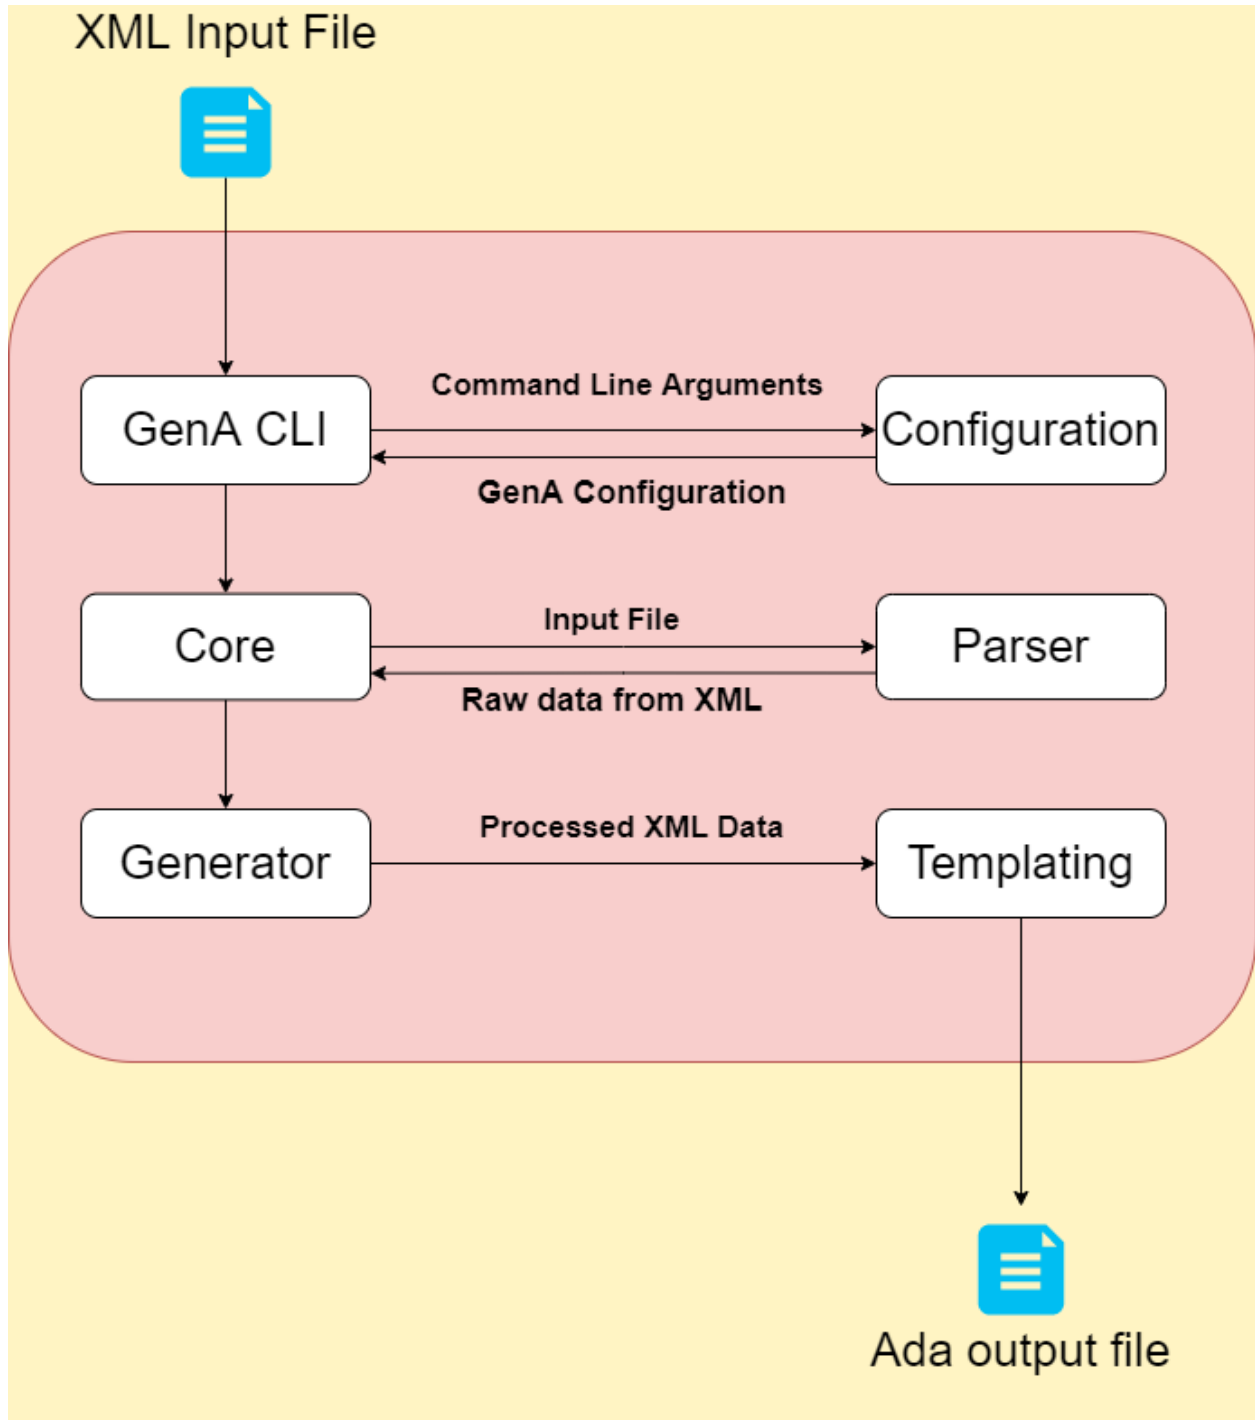 XML Input File
GenA CLI
Command Line Arguments
Configuration
GenA Configuration
Core
Input File
Parser
Raw data from XML
Generator
Processed XML Data
Templating
Ada output file